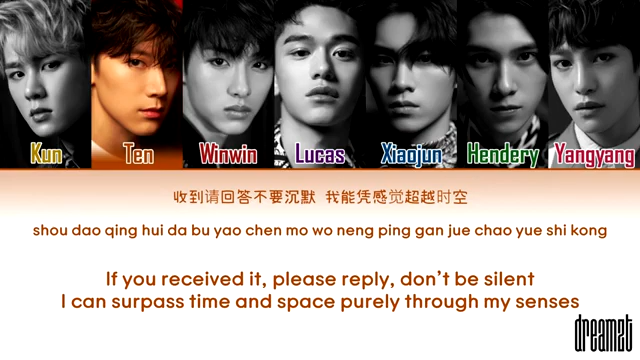 Kun Ten Winwin Lucas Xiaojun Hendery Yangyang
收到请回答不要沉默 我能凭感觉超越时空
shou dao qing hui da bu yao chen mo wo neng ping gan jue chao yue shi kong
If you received it, please reply, don't be silent
I can surpass time and space purely through my senses
dreamzt